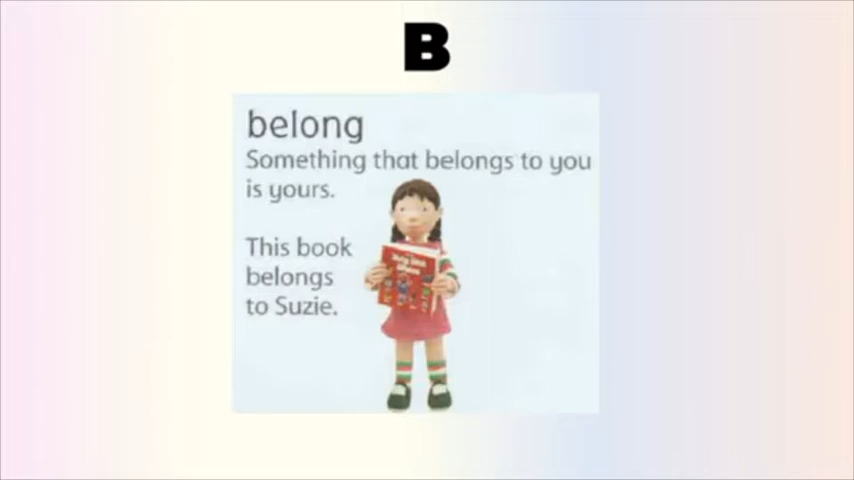 B
belong
Something that belongs to you
is yours.
This book
belongs
to Suzie.